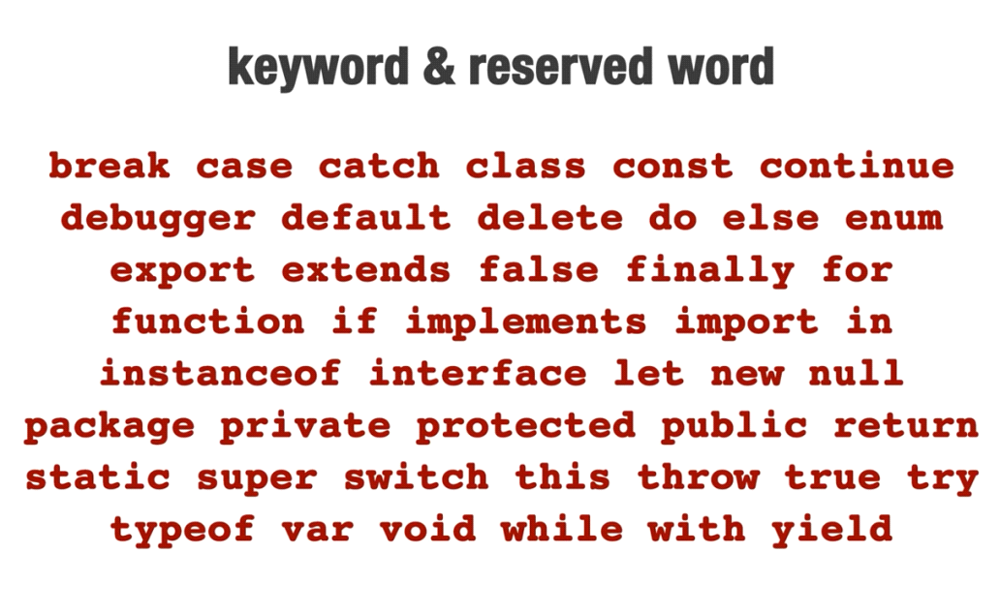 keyword & reserved word
break case catch class const continue
debugger default delete do else enum
export extends false finally for
function if implements import in
instanceof interface let new null
package private protected public return
static super switch this throw true try
typeof var void while with yield